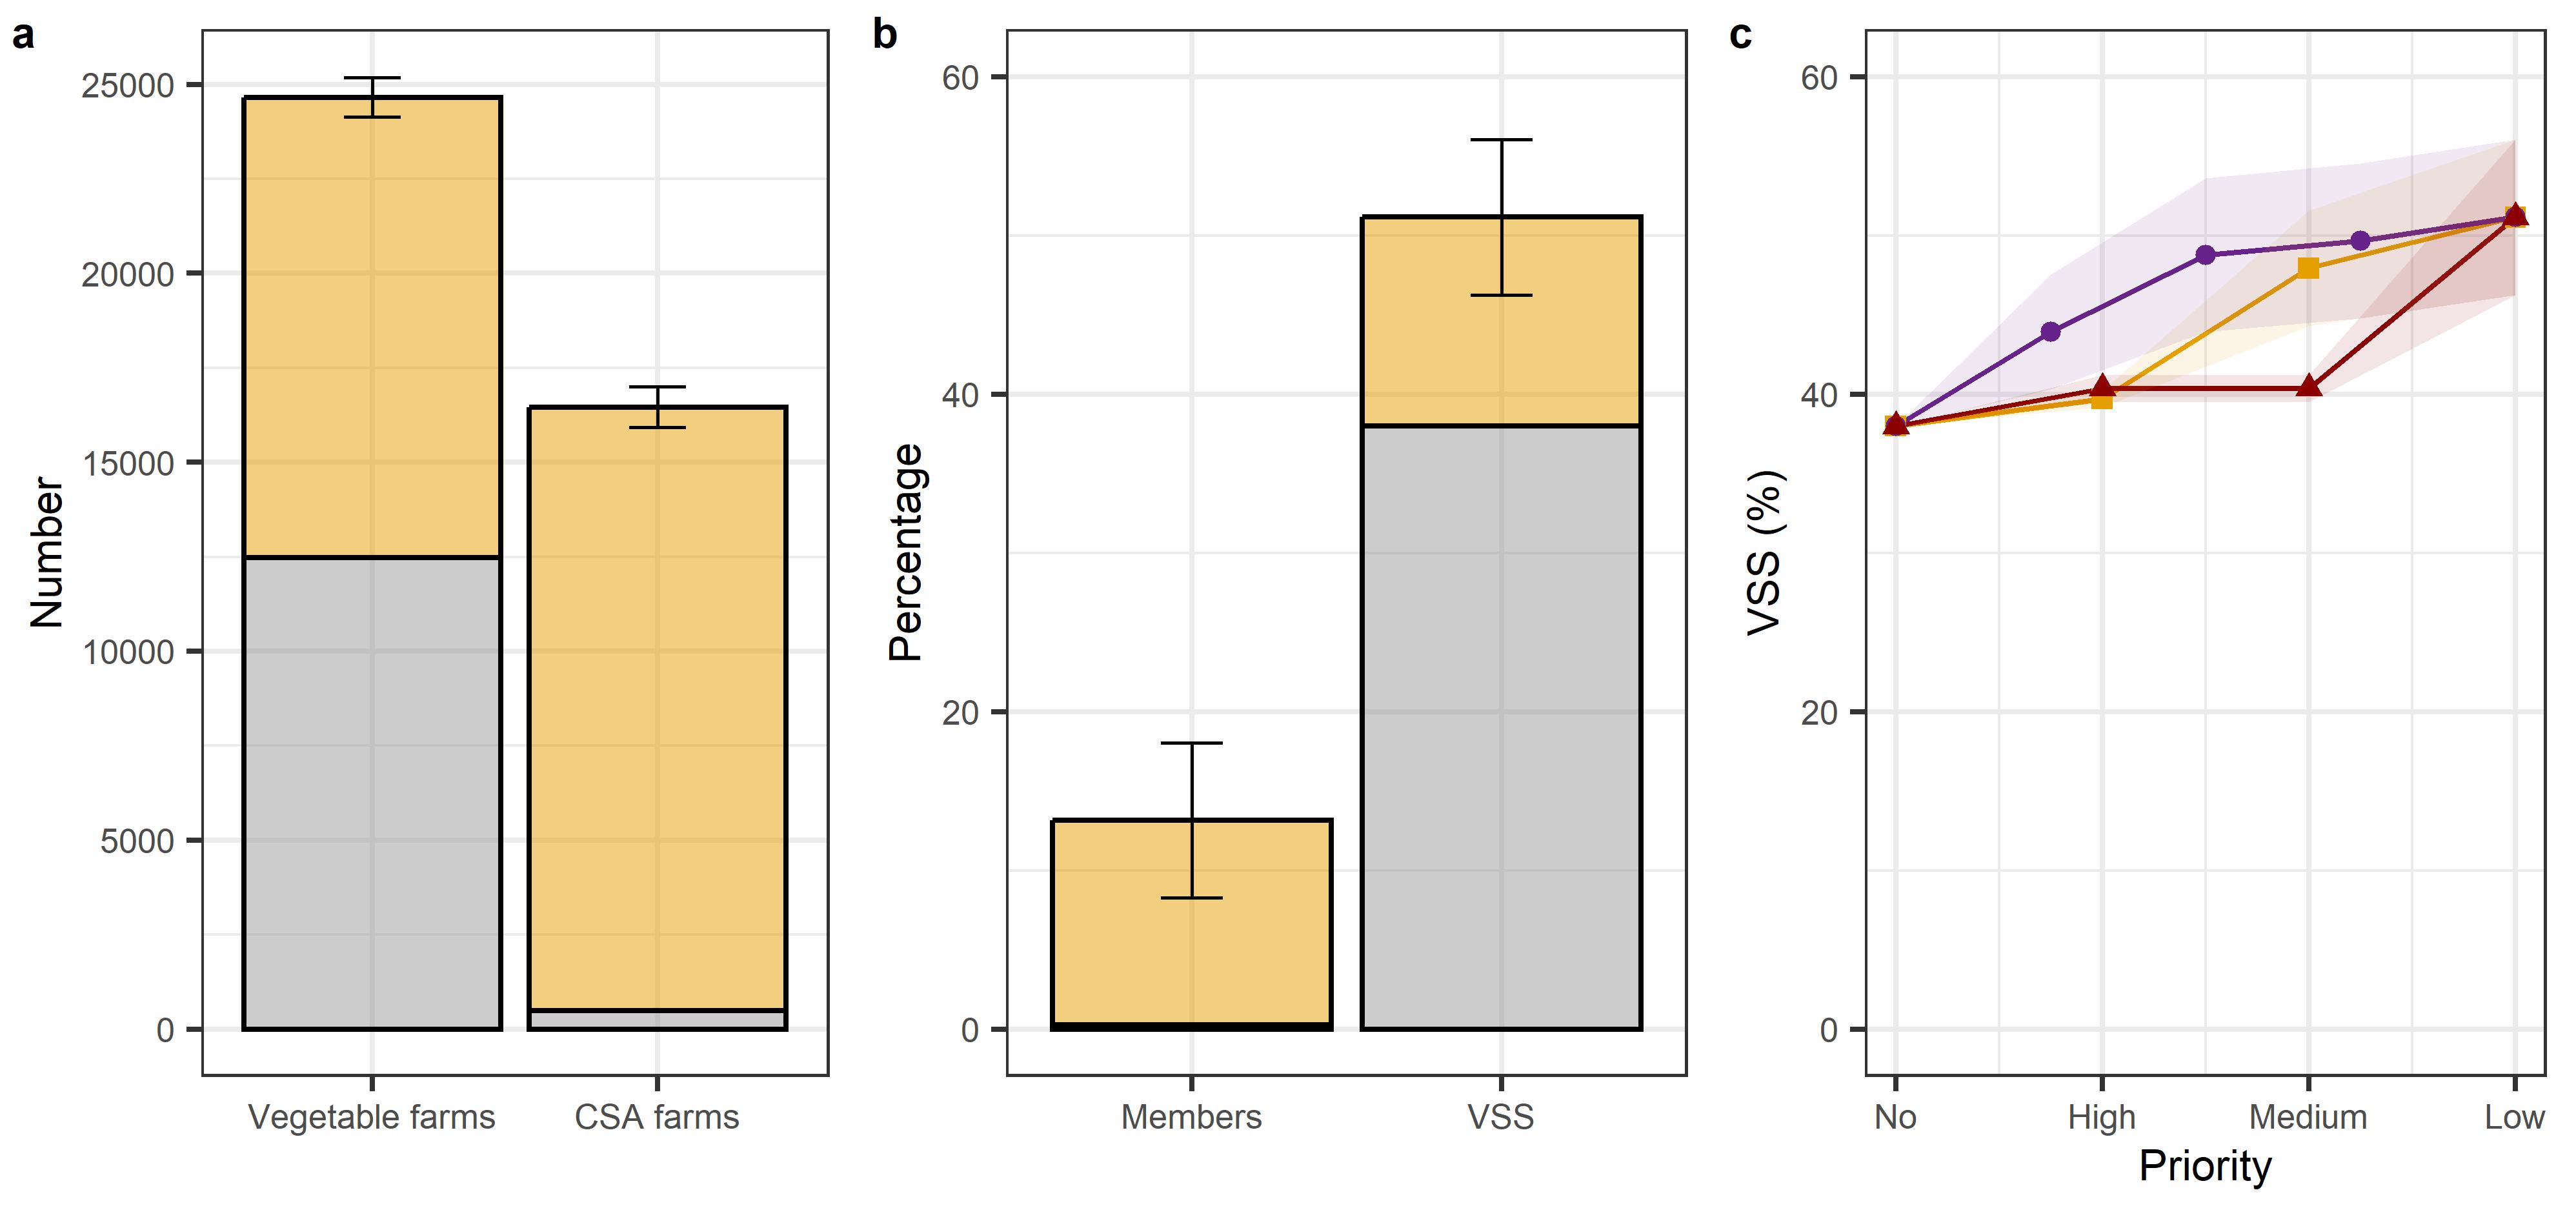 a
Number
25000
20000
15000
10000
5000
0
Vegetable farms
CSA farms
b
Percentage
60
40
20
0
Members
VSS
c
VSS (%)
60
40
20
0
No
High
Medium
Low
Priority